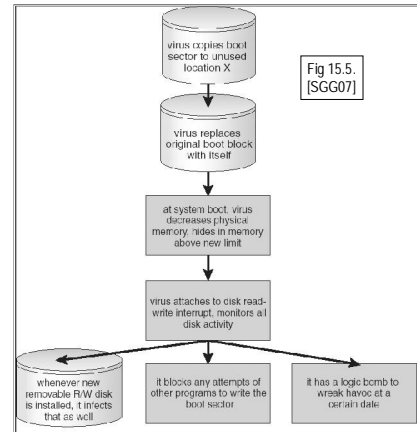 virus copies boot
sector to unused
location X
Fig 15.5.
[SGG07]
virus replaces
original boot block
with itself
at system boot, virus
decreases physical
memory, hides in memory
above new limit
virus attaches to disk read-
write interrupt, monitors all
disk activity
whenever new
removable R/W disk
is installed, it infects
that as well
it blocks any attempts of
other programs to write the
boot sector
it has a logic bomb to
wreak havoc at a
certain date